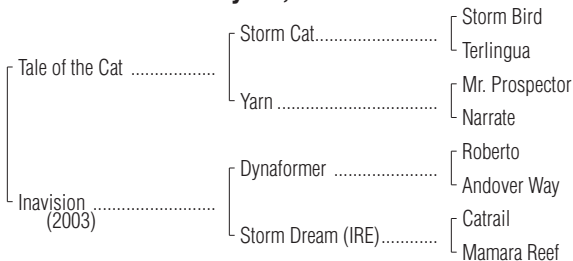 Storm Bird
Storm Cat....................
Terlingua
Tale of the Cat ..................
Mr. Prospector
Yarn ..................................
Narrate
Roberto
Dynaformer ......................
Andover Way
Inavision ..........................
(2003)
Catrail
Storm Dream (IRE)............
Mamara Reef